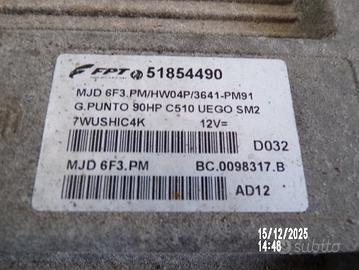 FPT 51854490
MJD 6F3.PM/HW04P/3641-PM91
G.PUNTO 90HP C510 UEGO SM2
7WUSHIC4K 12V=
D032
MJD 6F3.PM BC.0098317.B
AD12
15/12/2025
14:48
subito